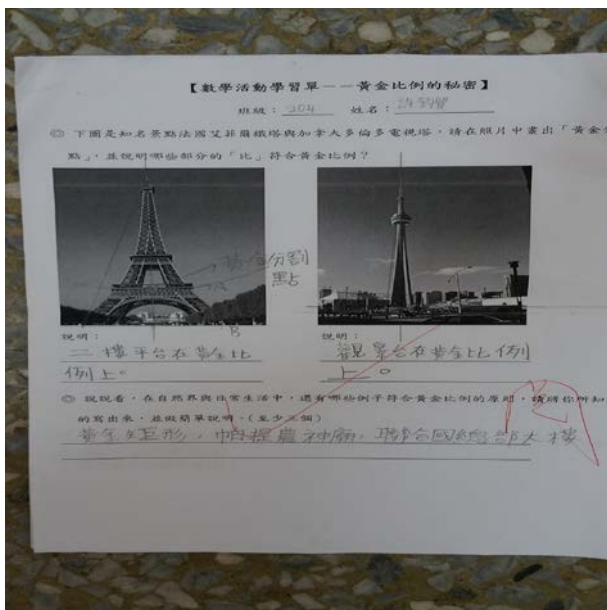 【數學活動學習單──黃金比例的秘密】
班級：204 姓名：
◎ 下圖是知名景點法國艾菲爾鐵塔與加拿大多倫多電視塔，請在照片中畫出「黃金分
點」，並說明哪些部分的「比」符合黃金比例？
黃金分割
點
A
B
說明：
二樓平台在黃金比
例上。
說明：
觀景台在黃金比例
上。
◎ 說說看，在自然界與日常生活中，還有哪些例子符合黃金比例的原則，請將你所知
的寫出來，並做簡單說明。(至少三個)
黃金矩形，帕提農神廟，聯合國總部大樓